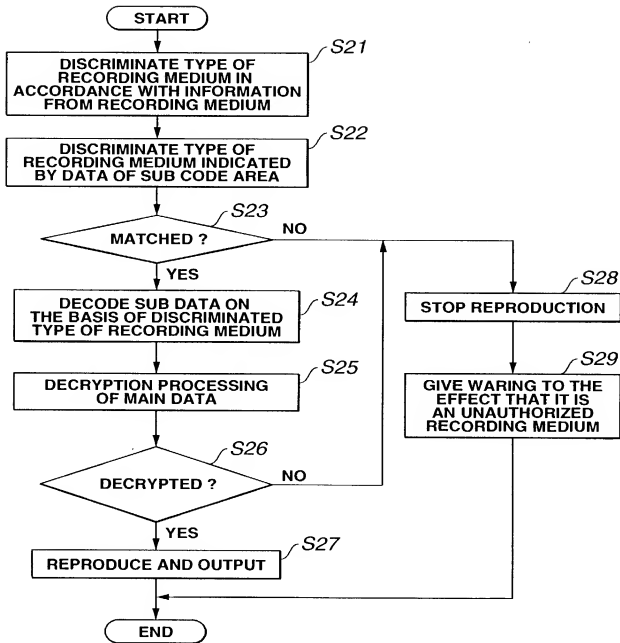 START
S21
DISCRIMINATE TYPE OF
RECORDING MEDIUM IN
ACCORDANCE WITH INFORMATION
FROM RECORDING MEDIUM
S22
DISCRIMINATE TYPE OF
RECORDING MEDIUM INDICATED
BY DATA OF SUB CODE AREA
S23
MATCHED ?
NO
YES
S24
DECODE SUB DATA ON
THE BASIS OF DISCRIMINATED
TYPE OF RECORDING MEDIUM
S25
DECRYPTION PROCESSING
OF MAIN DATA
S26
DECRYPTED ?
NO
YES
S27
REPRODUCE AND OUTPUT
S28
STOP REPRODUCTION
S29
GIVE WARING TO THE
EFFECT THAT IT IS
AN UNAUTHORIZED
RECORDING MEDIUM
END